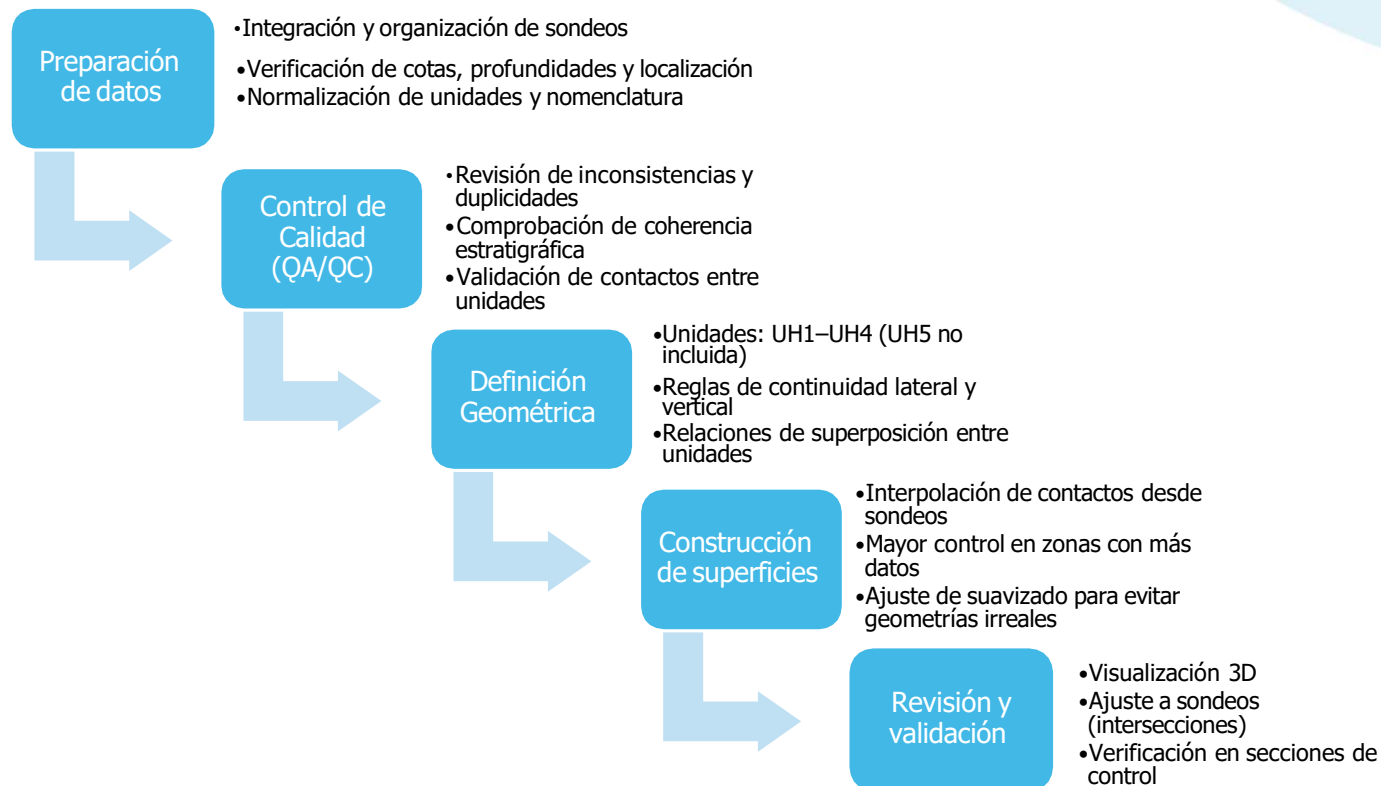 Preparación
de datos
•Integración y organización de sondeos
•Verificación de cotas, profundidades y localización
•Normalización de unidades y nomenclatura
Control de
Calidad
(QA/QC)
•Revisión de inconsistencias y
duplicidades
•Comprobación de coherencia
estratigráfica
•Validación de contactos entre
unidades
Definición
Geométrica
•Unidades: UH1–UH4 (UH5 no
incluida)
•Reglas de continuidad lateral y
vertical
•Relaciones de superposición entre
unidades
Construcción
de superficies
•Interpolación de contactos desde
sondeos
•Mayor control en zonas con más
datos
•Ajuste de suavizado para evitar
geometrías irreales
Revisión y
validación
•Visualización 3D
•Ajuste a sondeos
(intersecciones)
•Verificación en secciones de
control